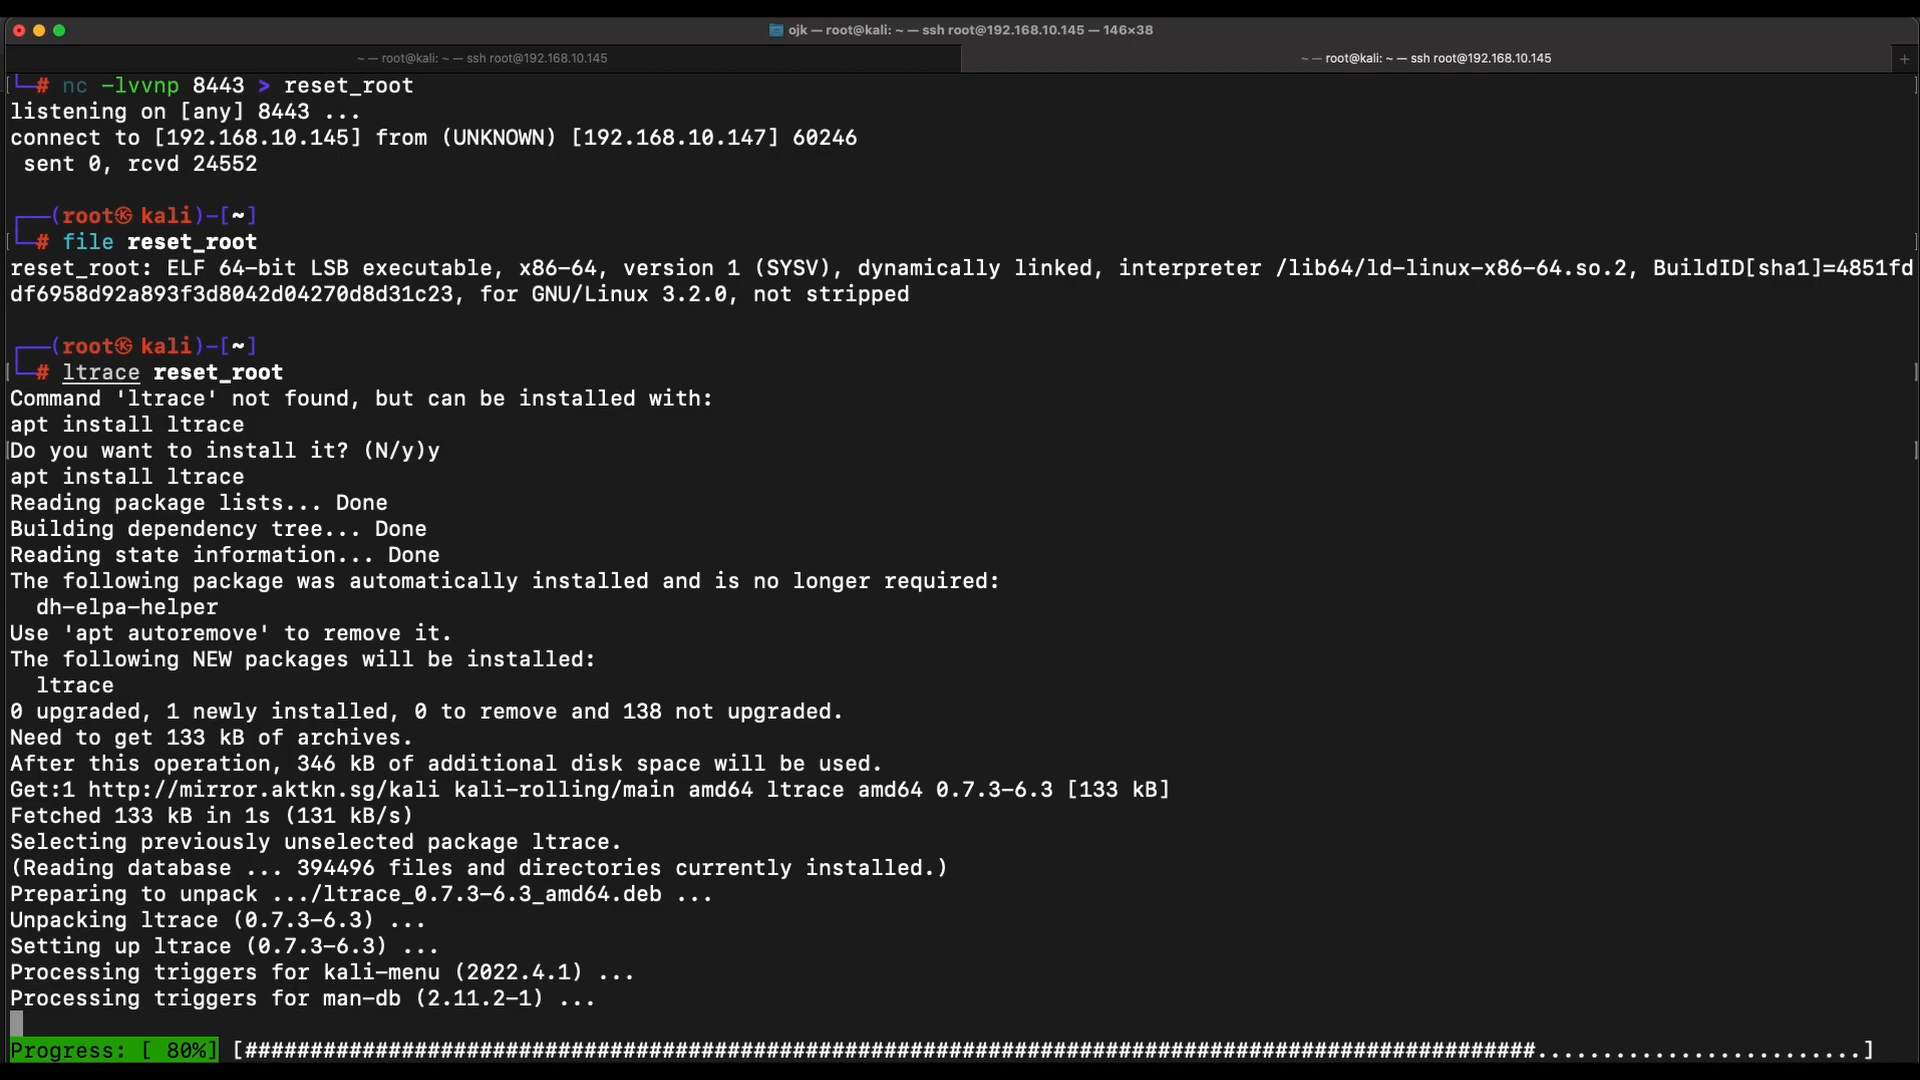 ojk — root@kali: ~ — ssh root@192.168.10.145 — 146×38
~ — root@kali: ~ — ssh root@192.168.10.145
~ — root@kali: ~ — ssh root@192.168.10.145
└─# nc -lvvnp 8443 > reset_root
listening on [any] 8443 ...
connect to [192.168.10.145] from (UNKNOWN) [192.168.10.147] 60246
sent 0, rcvd 24552
┌──(root㉿kali)-[~]
└─# file reset_root
reset_root: ELF 64-bit LSB executable, x86-64, version 1 (SYSV), dynamically linked, interpreter /lib64/ld-linux-x86-64.so.2, BuildID[sha1]=4851fd
df6958d92a893f3d8042d04270d8d31c23, for GNU/Linux 3.2.0, not stripped
┌──(root㉿kali)-[~]
└─# ltrace reset_root
Command 'ltrace' not found, but can be installed with:
apt install ltrace
Do you want to install it? (N/y)y
apt install ltrace
Reading package lists... Done
Building dependency tree... Done
Reading state information... Done
The following package was automatically installed and is no longer required:
dh-elpa-helper
Use 'apt autoremove' to remove it.
The following NEW packages will be installed:
ltrace
0 upgraded, 1 newly installed, 0 to remove and 138 not upgraded.
Need to get 133 kB of archives.
After this operation, 346 kB of additional disk space will be used.
Get:1 http://mirror.aktkn.sg/kali kali-rolling/main amd64 ltrace amd64 0.7.3-6.3 [133 kB]
Fetched 133 kB in 1s (131 kB/s)
Selecting previously unselected package ltrace.
(Reading database ... 394496 files and directories currently installed.)
Preparing to unpack .../ltrace_0.7.3-6.3_amd64.deb ...
Unpacking ltrace (0.7.3-6.3) ...
Setting up ltrace (0.7.3-6.3) ...
Processing triggers for kali-menu (2022.4.1) ...
Processing triggers for man-db (2.11.2-1) ...
Progress: [ 80%] [###################################################################################################.........................]